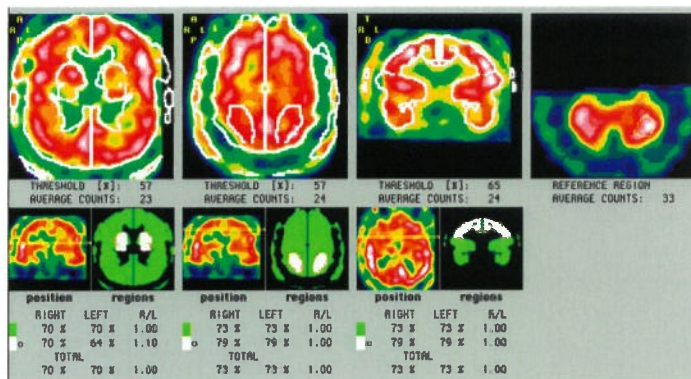 A
R L
P
A
R L
P
T
R L
D
THRESHOLD [%]: 57
AVERAGE COUNTS: 23
THRESHOLD [%]: 57
AVERAGE COUNTS: 24
THRESHOLD [%]: 65
AVERAGE COUNTS: 24
REFERENCE REGION
AVERAGE COUNTS: 33
position regions
position regions
position regions
RIGHT LEFT R/L
70 % 70 % 1.00
70 % 64 % 1.10
TOTAL
70 % 70 % 1.00
RIGHT LEFT R/L
73 % 73 % 1.00
79 % 79 % 1.00
TOTAL
73 % 73 % 1.00
RIGHT LEFT R/L
73 % 73 % 1.00
79 % 79 % 1.00
TOTAL
73 % 73 % 1.00